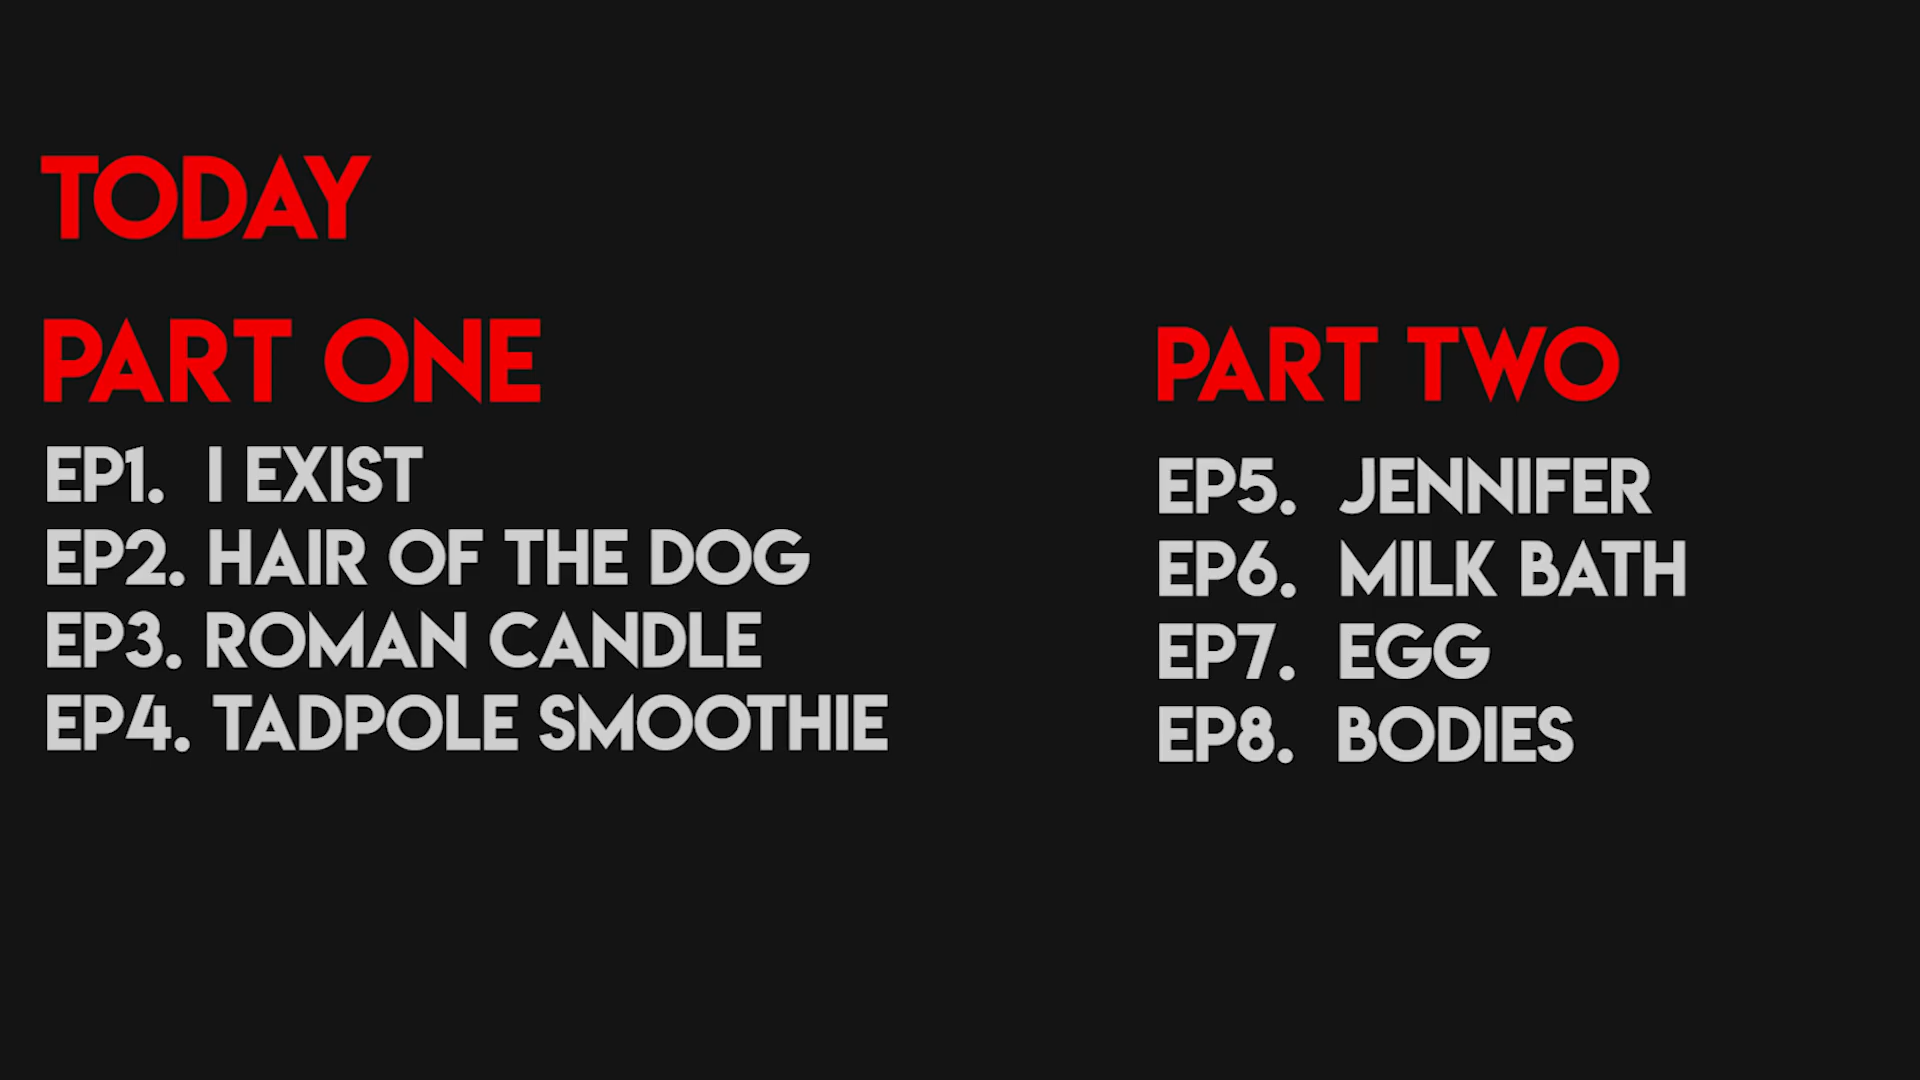 TODAY
PART ONE
EP1. I EXIST
EP2. HAIR OF THE DOG
EP3. ROMAN CANDLE
EP4. TADPOLE SMOOTHIE
PART TWO
EP5. JENNIFER
EP6. MILK BATH
EP7. EGG
EP8. BODIES